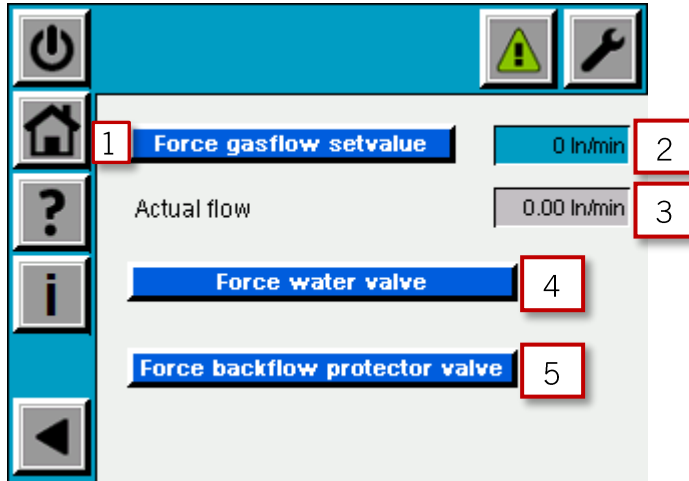 1 Force gasflow setvalue 0 ln/min 2
? Actual flow 0.00 ln/min 3
i Force water valve 4
Force backflow protector valve 5